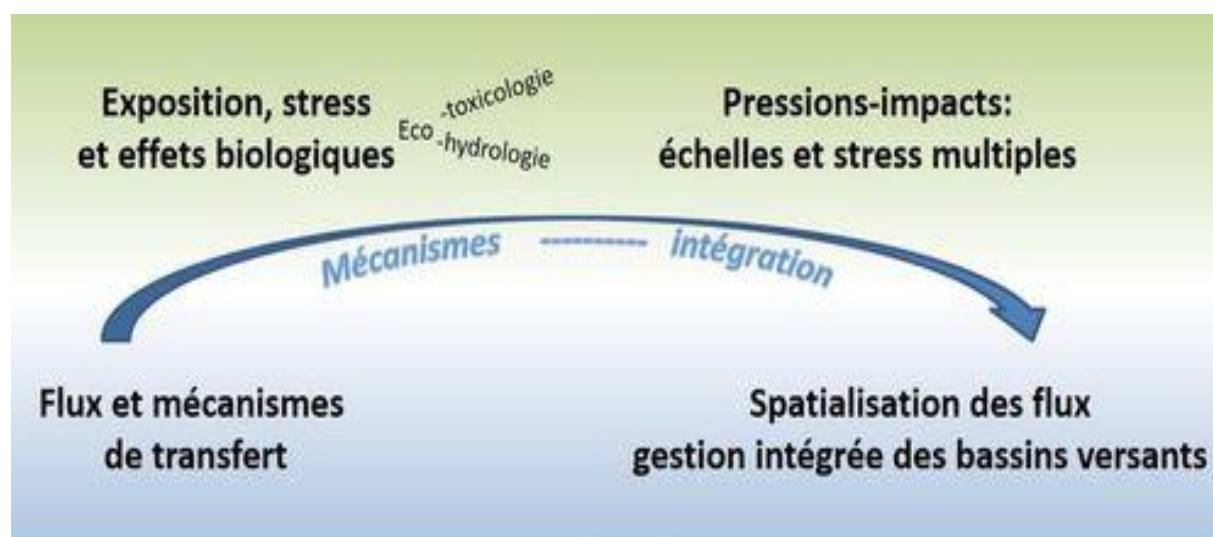 Exposition, stress
et effets biologiques
Eco
-toxicologie
-hydrologie
Pressions-impacts:
échelles et stress multiples
Mécanismes
intégration
Flux et mécanismes
de transfert
Spatialisation des flux
gestion intégrée des bassins versants